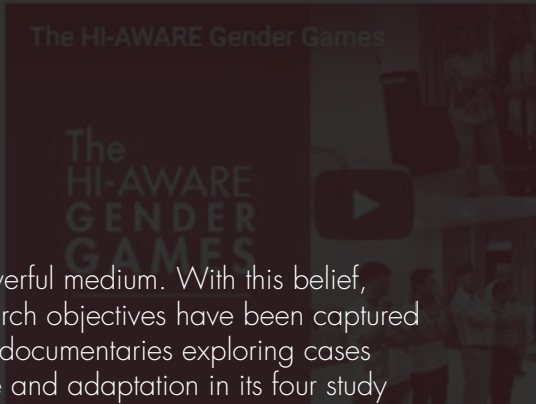 The HI-AWARE Gender Games
The
HI-AWARE
GENDER
GAMES
werful medium. With this belief,
rch objectives have been captured
documentaries exploring cases
and adaptation in its four study